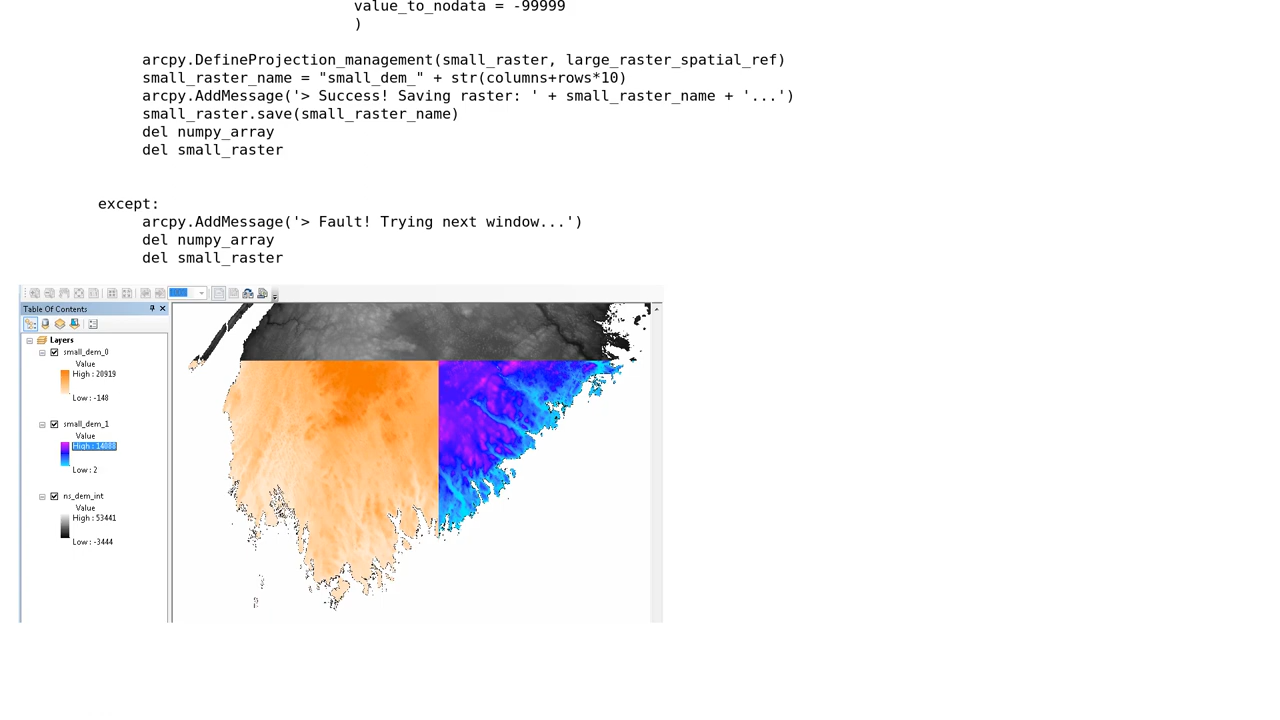 value_to_nodata = -99999
)
arcpy.DefineProjection_management(small_raster, large_raster_spatial_ref)
small_raster_name = "small_dem_" + str(columns+rows*10)
arcpy.AddMessage('> Success! Saving raster: ' + small_raster_name + '...')
small_raster.save(small_raster_name)
del numpy_array
del small_raster
except:
arcpy.AddMessage('> Fault! Trying next window...')
del numpy_array
del small_raster
Table Of Contents
Layers
small_dem_0
Value
High : 20919
Low : -148
small_dem_1
Value
Low : 2
ns_dem_int
Value
High : 53441
Low : -3444